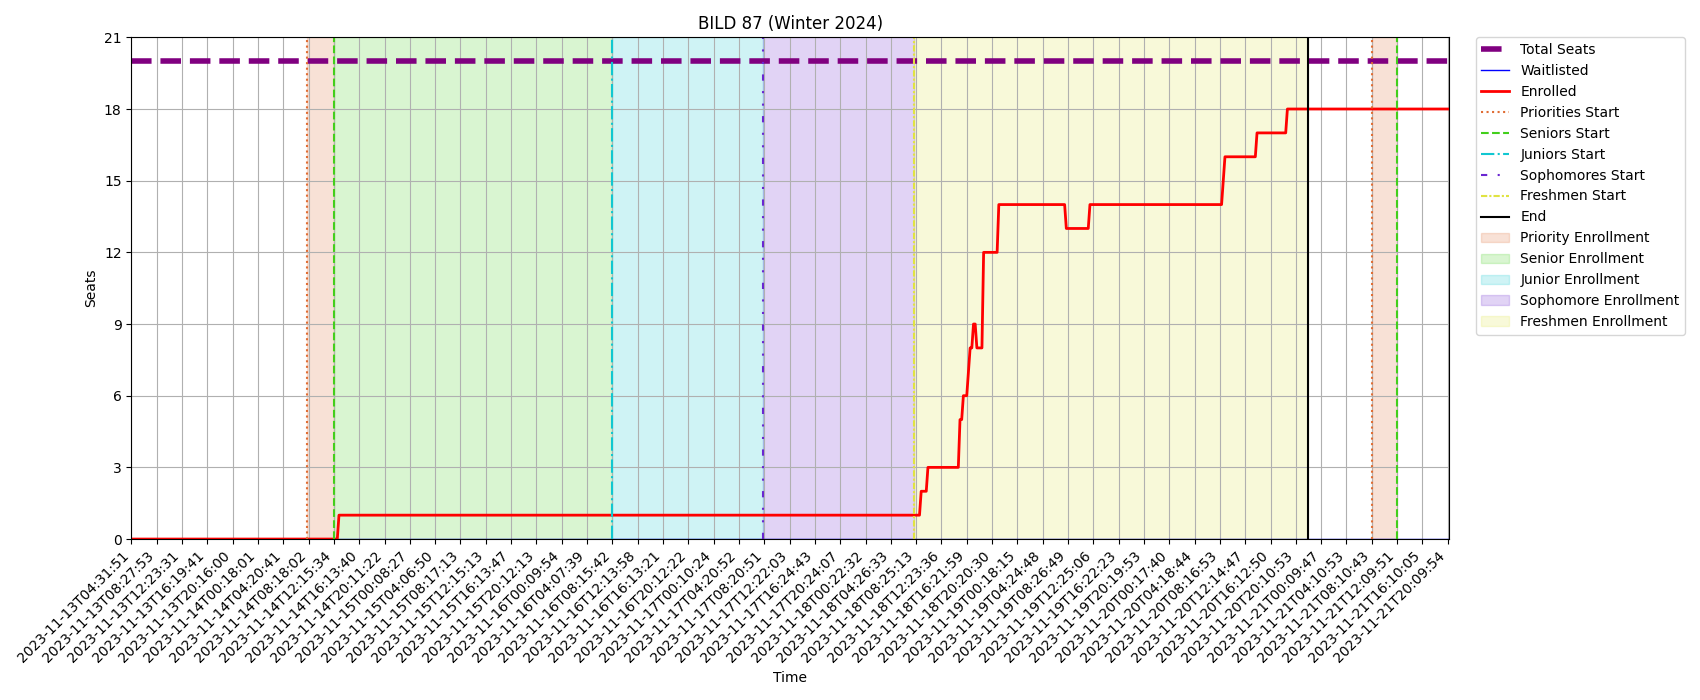 BILD 87 (Winter 2024)
21
18
15
12
9
6
3
0
Seats
2023-11-13T04:31:51
2023-11-13T08:27:53
2023-11-13T12:23:31
2023-11-13T16:19:41
2023-11-13T20:16:00
2023-11-14T00:18:01
2023-11-14T04:20:41
2023-11-14T08:18:02
2023-11-14T12:15:34
2023-11-14T16:13:40
2023-11-14T20:11:22
2023-11-15T00:08:27
2023-11-15T04:06:50
2023-11-15T08:17:13
2023-11-15T12:15:13
2023-11-15T16:13:47
2023-11-15T20:12:13
2023-11-16T00:09:54
2023-11-16T04:07:39
2023-11-16T08:15:42
2023-11-16T12:13:58
2023-11-16T16:13:21
2023-11-16T20:12:22
2023-11-17T00:10:24
2023-11-17T04:20:52
2023-11-17T08:20:51
2023-11-17T12:22:03
2023-11-17T16:24:43
2023-11-17T20:24:07
2023-11-18T00:22:32
2023-11-18T04:26:33
2023-11-18T08:25:13
2023-11-18T12:23:36
2023-11-18T16:21:59
2023-11-18T20:20:30
2023-11-19T00:18:15
2023-11-19T04:24:48
2023-11-19T08:26:49
2023-11-19T12:25:06
2023-11-19T16:22:23
2023-11-19T20:19:53
2023-11-20T00:17:40
2023-11-20T04:18:44
2023-11-20T08:16:53
2023-11-20T12:14:47
2023-11-20T16:12:50
2023-11-20T20:10:53
2023-11-21T00:09:47
2023-11-21T04:10:53
2023-11-21T08:10:43
2023-11-21T12:09:51
2023-11-21T16:10:05
2023-11-21T20:09:54
Time
Total Seats
Waitlisted
Enrolled
Priorities Start
Seniors Start
Juniors Start
Sophomores Start
Freshmen Start
End
Priority Enrollment
Senior Enrollment
Junior Enrollment
Sophomore Enrollment
Freshmen Enrollment